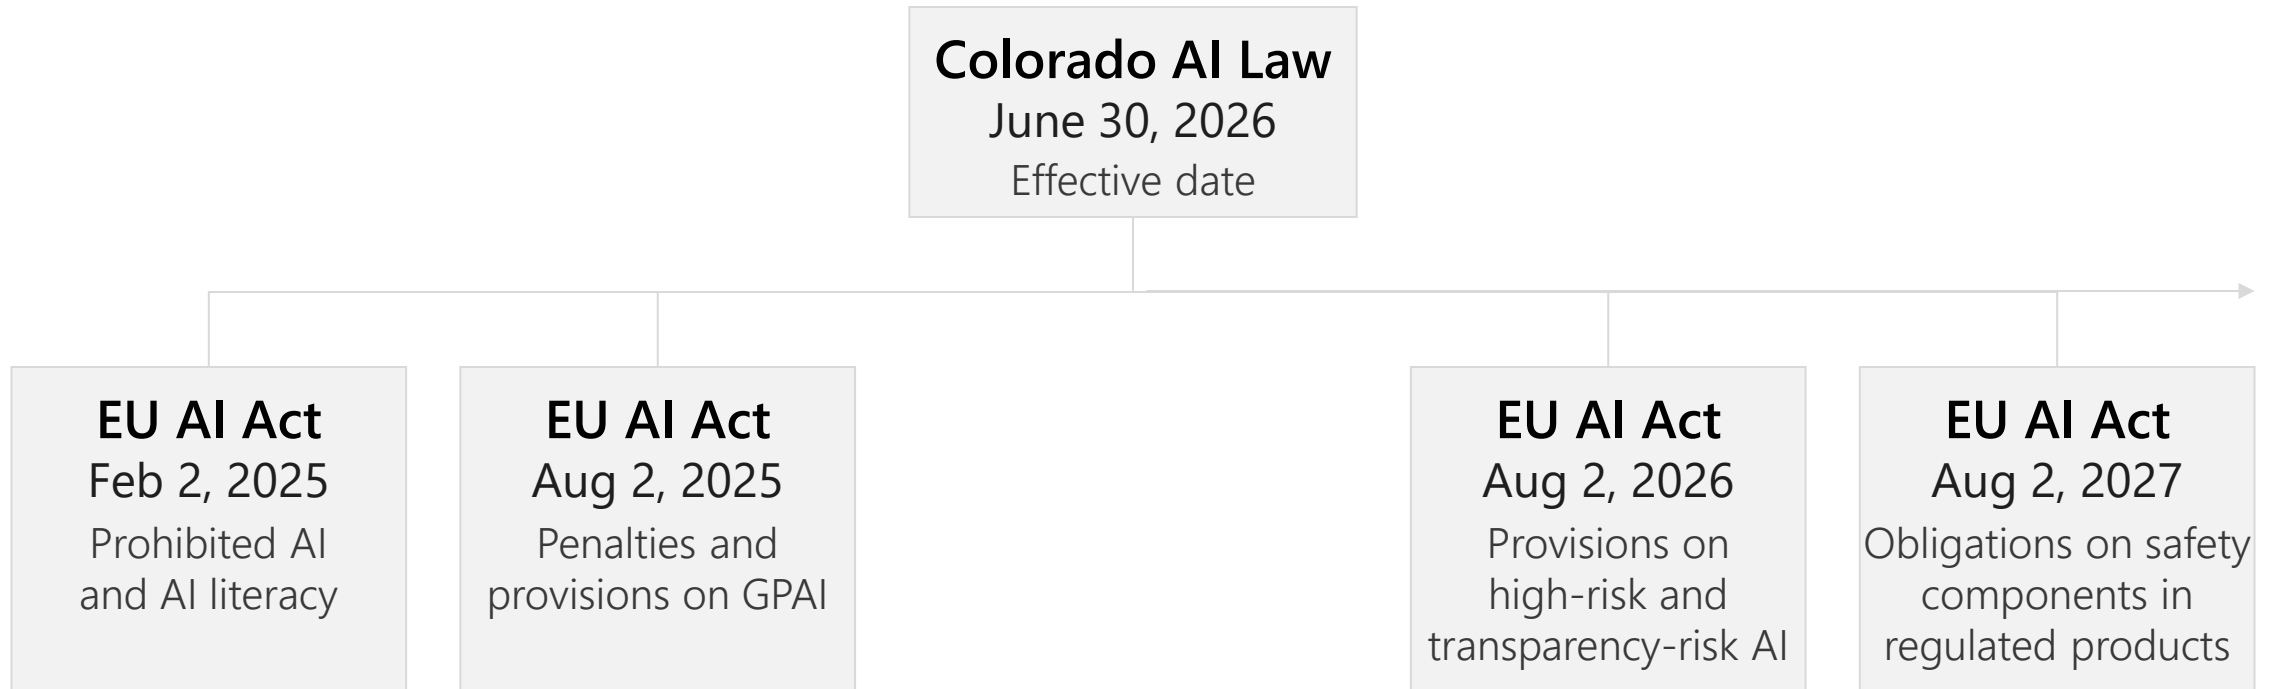 Colorado AI Law
June 30, 2026
Effective date
EU AI Act
Feb 2, 2025
Prohibited AI
and AI literacy
EU AI Act
Aug 2, 2025
Penalties and
provisions on GPAI
EU AI Act
Aug 2, 2026
Provisions on
high-risk and
transparency-risk AI
EU AI Act
Aug 2, 2027
Obligations on safety
components in
regulated products